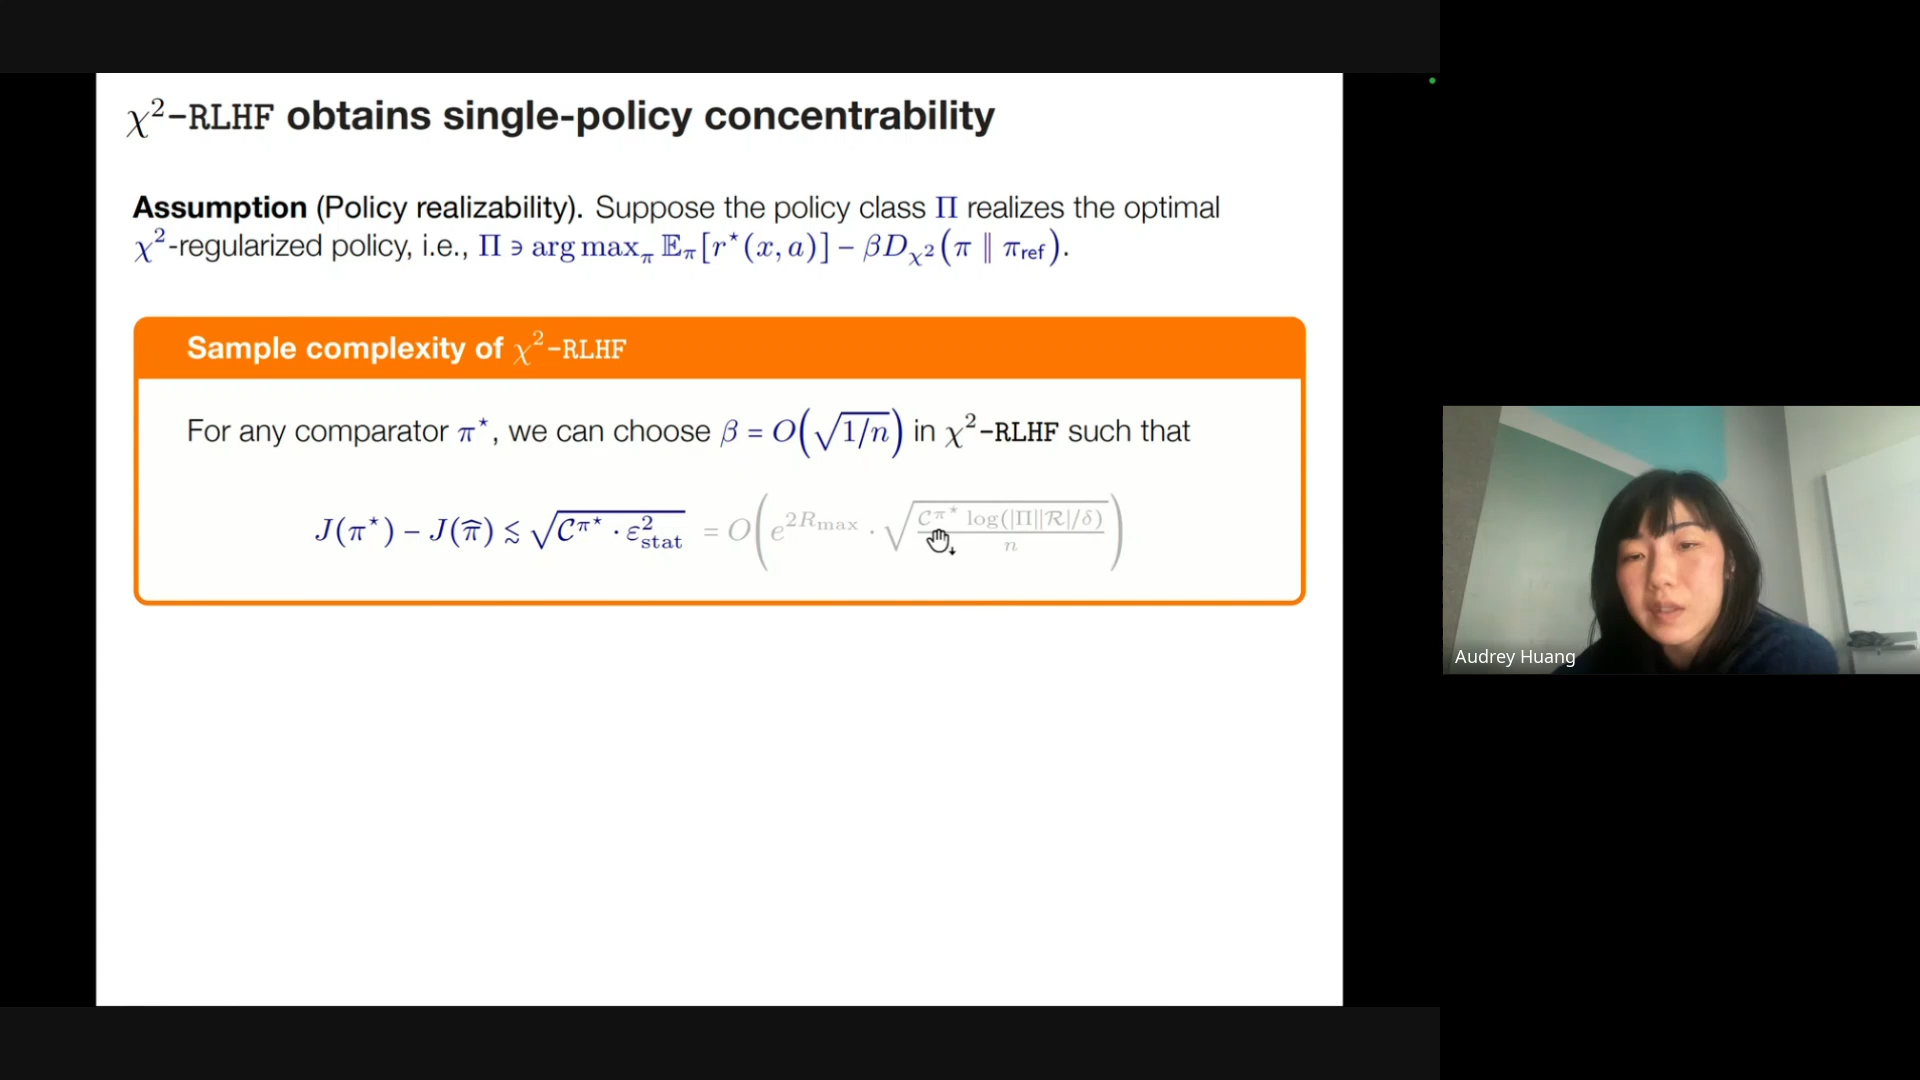 χ²-RLHF obtains single-policy concentrability
Assumption (Policy realizability). Suppose the policy class Π realizes the optimal
χ²-regularized policy, i.e., Π ∋ arg max_π 𝔼_π[r*(x, a)] − βD_χ²(π ∥ π_ref).
Sample complexity of χ²-RLHF
For any comparator π*, we can choose β = O(√(1/n)) in χ²-RLHF such that
J(π*) − J(π̂) ≲ √(𝒞^π* · ε²_stat) = O(e^{2R_max} · √(𝒞^π* log(|Π||ℛ|/δ) / n))
Audrey Huang